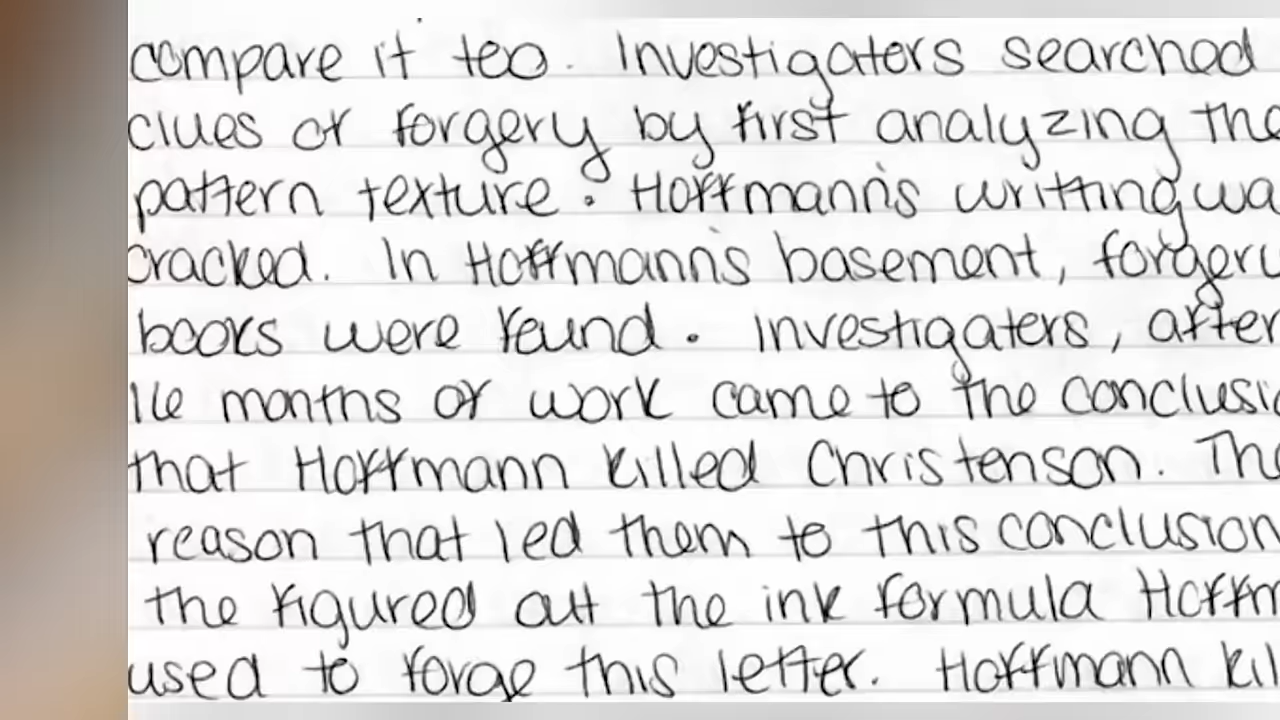 compare it too. Investigators searched
clues of forgery by first analyzing the
pattern texture. Hoffmann's writting wa
cracked. In Hoffmann's basement, forgery
books were found. Investigaters, after
16 months of work came to the conclusio
that Hoffmann killed Christenson. The
reason that led them to this conclusion
the figured out the ink formula Hoffm
used to forge this letter. Hoffmann kil